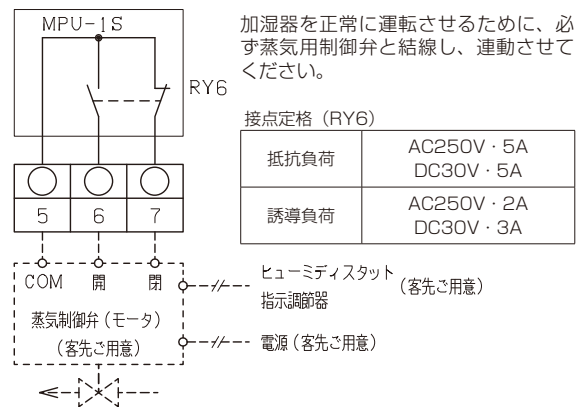 MPU-1S
RY6
加湿器を正常に運転させるために、必
ず蒸気用制御弁と結線し、連動させて
ください。
接点定格（RY6）
抵抗負荷
AC250V・5A
DC30V・5A
誘導負荷
AC250V・2A
DC30V・3A
5 6 7
COM 開 閉
蒸気制御弁（モータ）
（客先ご用意）
ヒューミディスタット
指示調節器
（客先ご用意）
電源（客先ご用意）